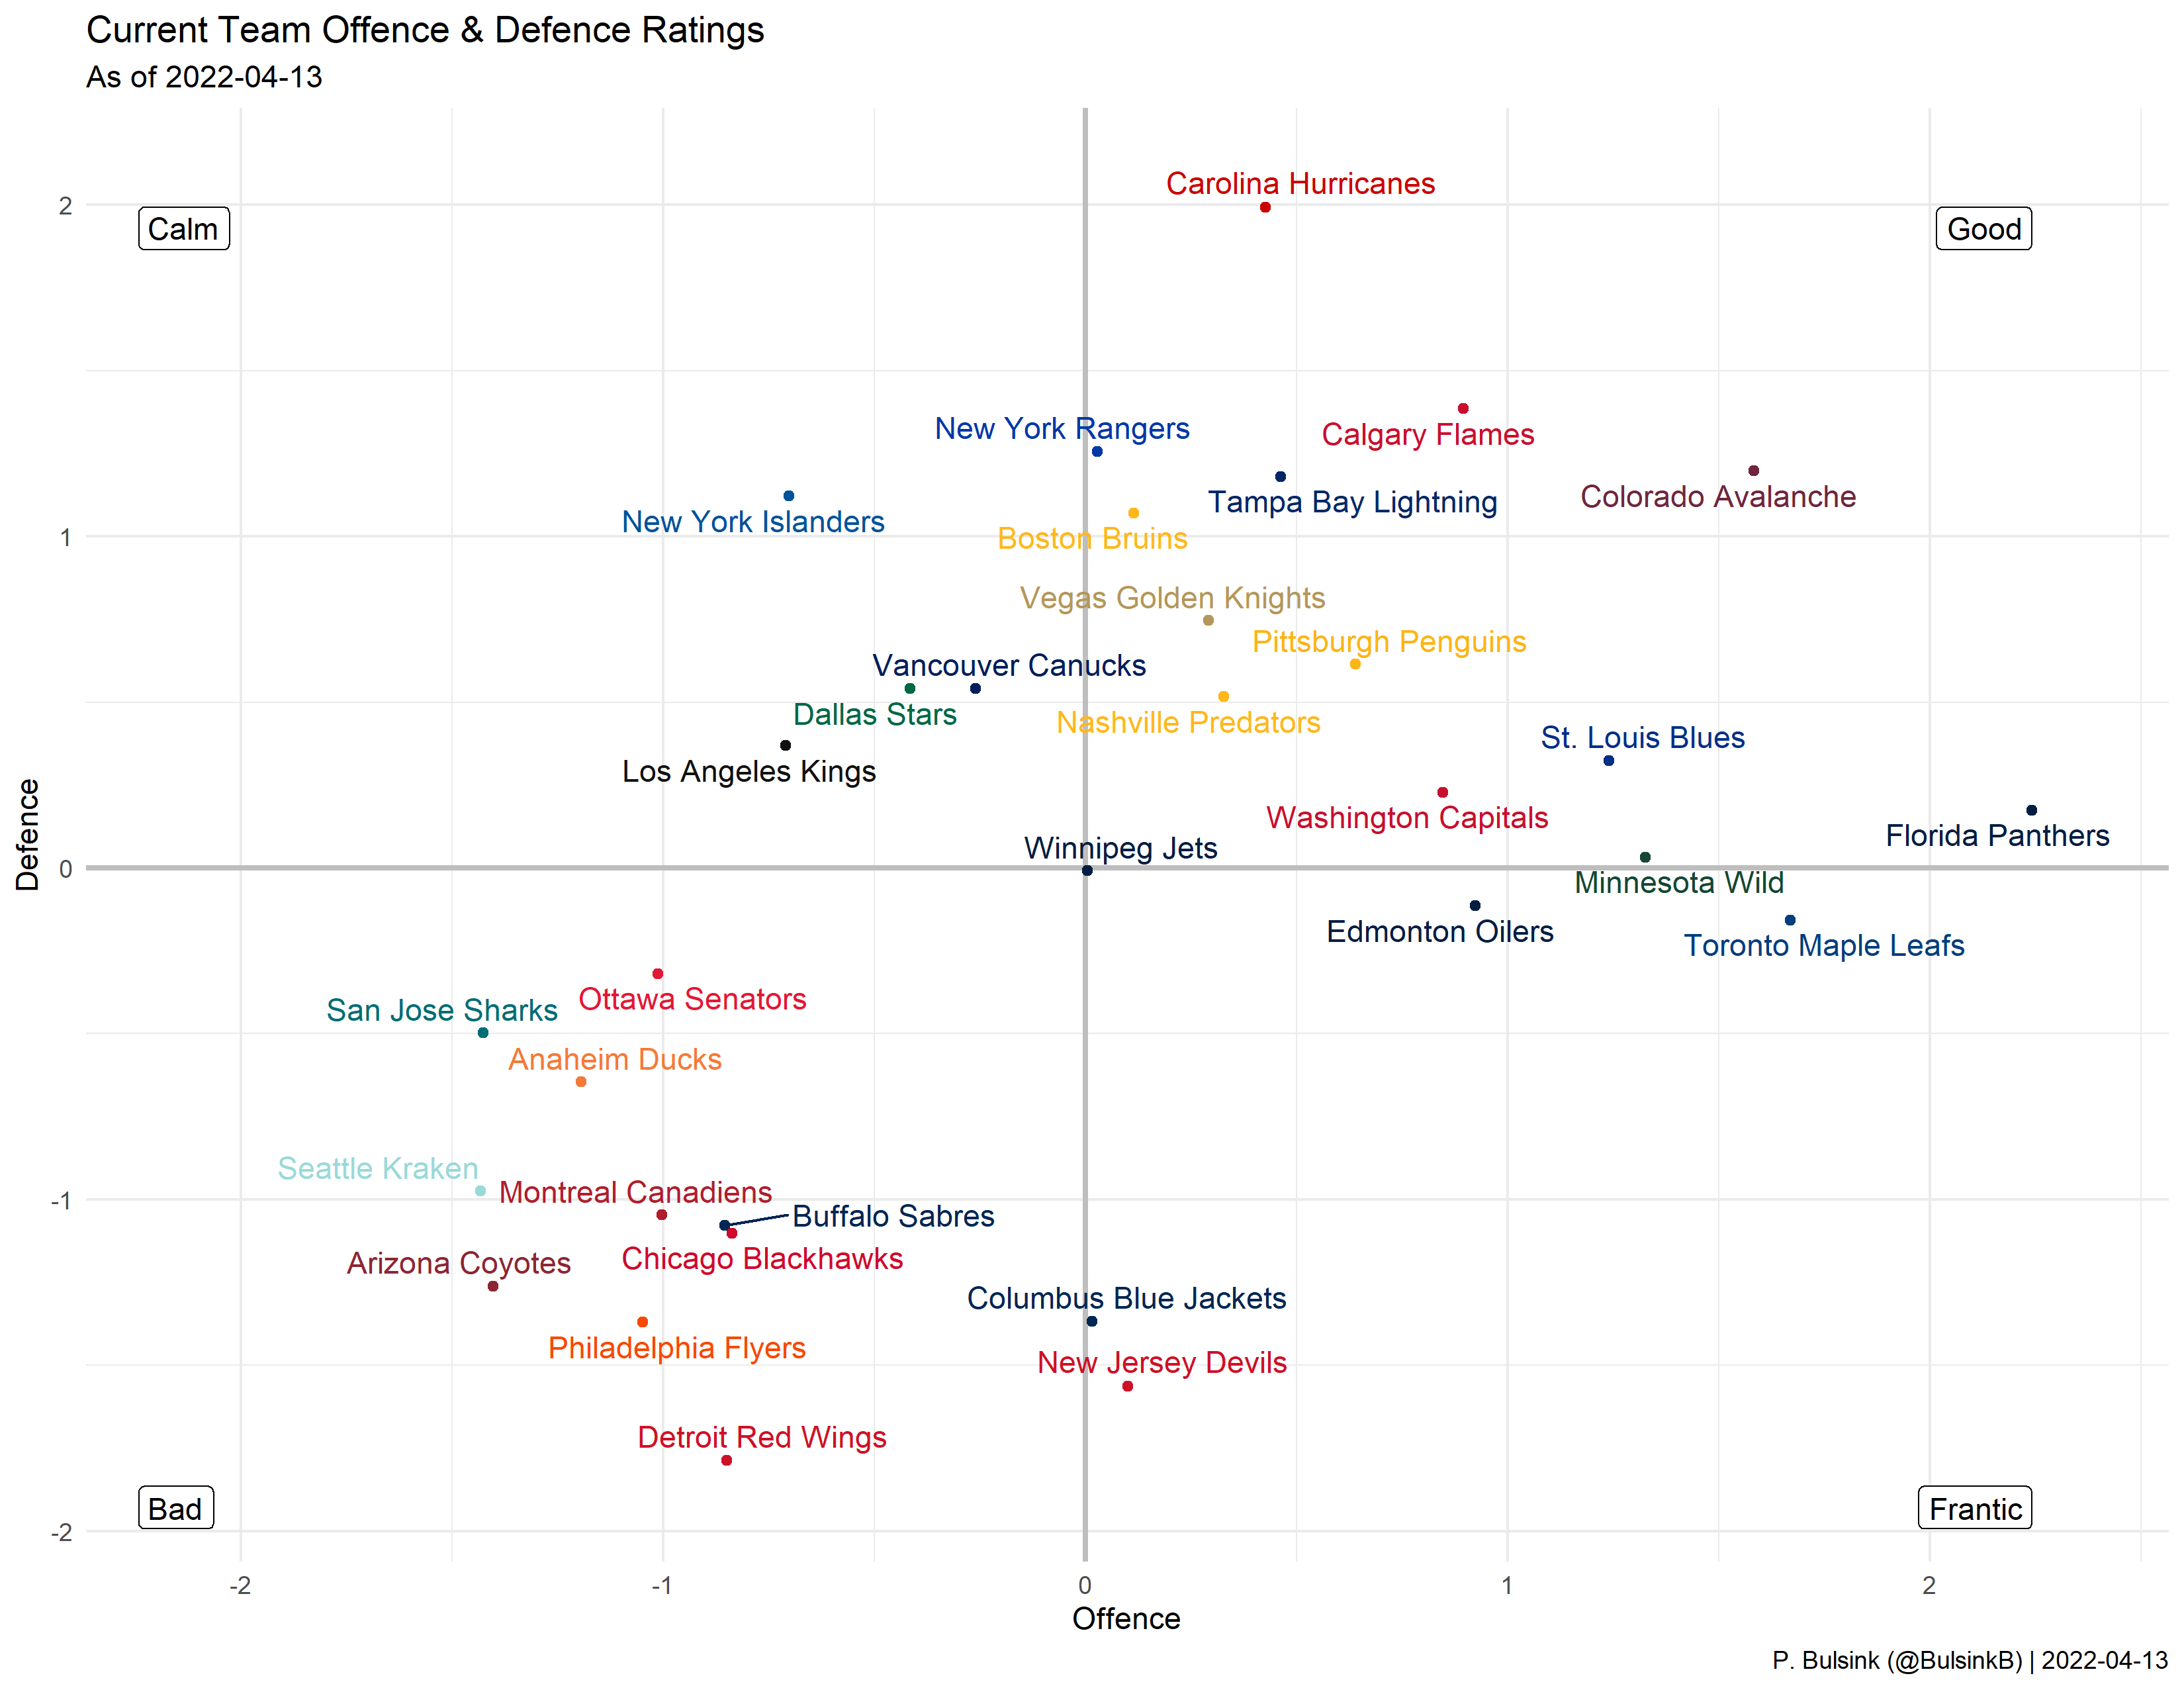 Current Team Offence & Defence Ratings
As of 2022-04-13
Carolina Hurricanes
2
Calm
Good
New York Rangers
Calgary Flames
Colorado Avalanche
Tampa Bay Lightning
New York Islanders
Boston Bruins
1
Vegas Golden Knights
Pittsburgh Penguins
Vancouver Canucks
Dallas Stars
Nashville Predators
St. Louis Blues
Los Angeles Kings
Washington Capitals
Florida Panthers
Defence
Winnipeg Jets
0
Minnesota Wild
Edmonton Oilers
Toronto Maple Leafs
Ottawa Senators
San Jose Sharks
Anaheim Ducks
Seattle Kraken
Montreal Canadiens
-1
Buffalo Sabres
Chicago Blackhawks
Arizona Coyotes
Columbus Blue Jackets
Philadelphia Flyers
New Jersey Devils
Detroit Red Wings
Bad
Frantic
-2
-2
-1
0
1
2
Offence
P. Bulsink (@BulsinkB) | 2022-04-13